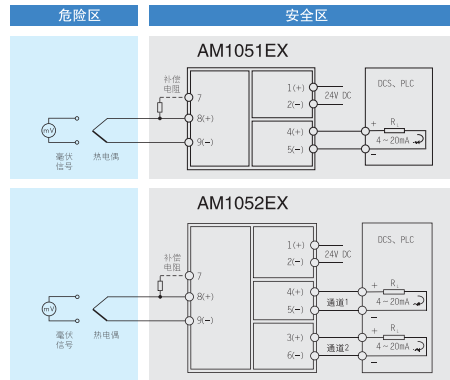 危险区
安全区
AM1051EX
补偿
电阻
7
8(+)
9(-)
1(+)
2(-)
24V DC
4(+)
5(-)
DCS、PLC
+
RL
4~20mA
-
mV
毫伏
信号
热电偶
AM1052EX
补偿
电阻
7
8(+)
9(-)
1(+)
2(-)
24V DC
4(+)
5(-)
通道1
3(+)
6(-)
通道2
DCS、PLC
+
RL
4~20mA
-
+
RL
4~20mA
-
mV
毫伏
信号
热电偶